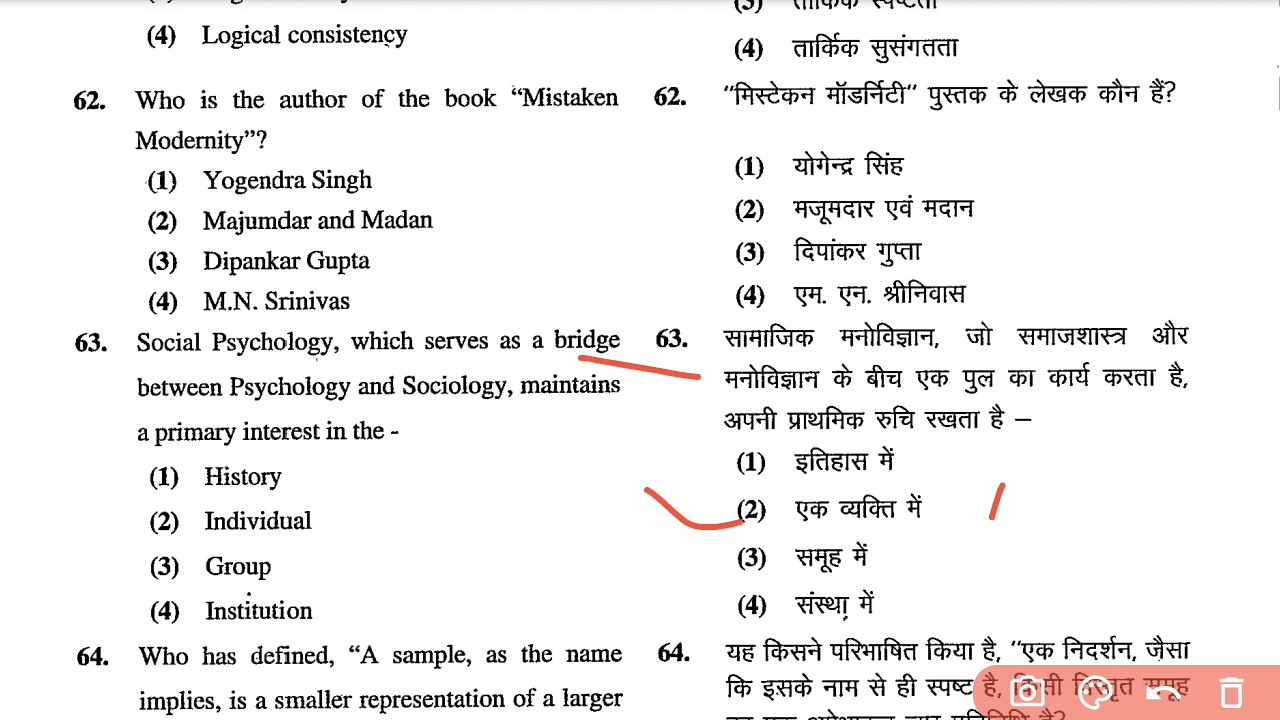 (4) Logical consistency
62. Who is the author of the book “Mistaken
Modernity”?
(1) Yogendra Singh
(2) Majumdar and Madan
(3) Dipankar Gupta
(4) M.N. Srinivas
63. Social Psychology, which serves as a bridge
between Psychology and Sociology, maintains
a primary interest in the -
(1) History
(2) Individual
(3) Group
(4) Institution
64. Who has defined, “A sample, as the name
implies, is a smaller representation of a larger
(3) तार्किक स्पष्टता
(4) तार्किक सुसंगतता
62. “मिस्टेकन मॉडर्निटी” पुस्तक के लेखक कौन हैं?
(1) योगेन्द्र सिंह
(2) मजूमदार एवं मदान
(3) दिपांकर गुप्ता
(4) एम. एन. श्रीनिवास
63. सामाजिक मनोविज्ञान, जो समाजशास्त्र और
मनोविज्ञान के बीच एक पुल का कार्य करता है,
अपनी प्राथमिक रुचि रखता है –
(1) इतिहास में
(2) एक व्यक्ति में
(3) समूह में
(4) संस्था में
64. यह किसने परिभाषित किया है, “एक निदर्शन, जैसा
कि इसके नाम से ही स्पष्ट है, किसी विस्तृत समूह